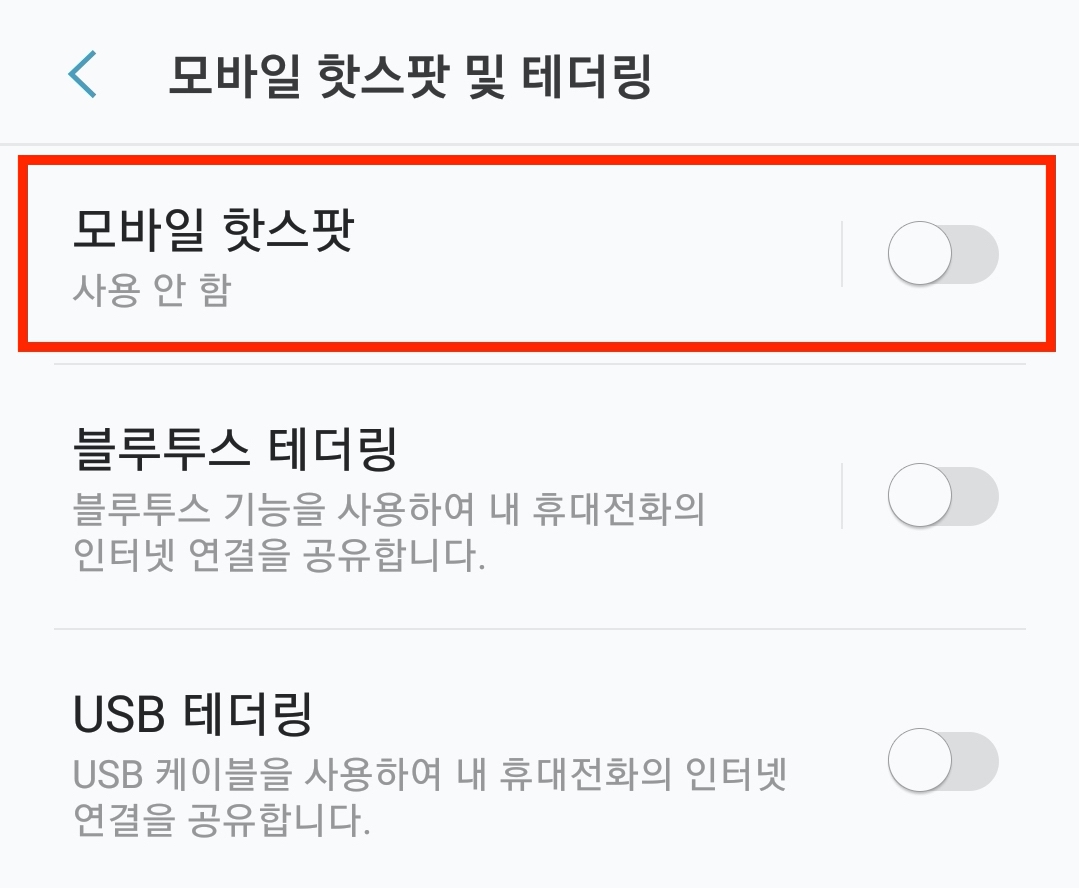 모바일 핫스팟 및 테더링
모바일 핫스팟
사용 안 함
블루투스 테더링
블루투스 기능을 사용하여 내 휴대전화의
인터넷 연결을 공유합니다.
USB 테더링
USB 케이블을 사용하여 내 휴대전화의 인터넷
연결을 공유합니다.